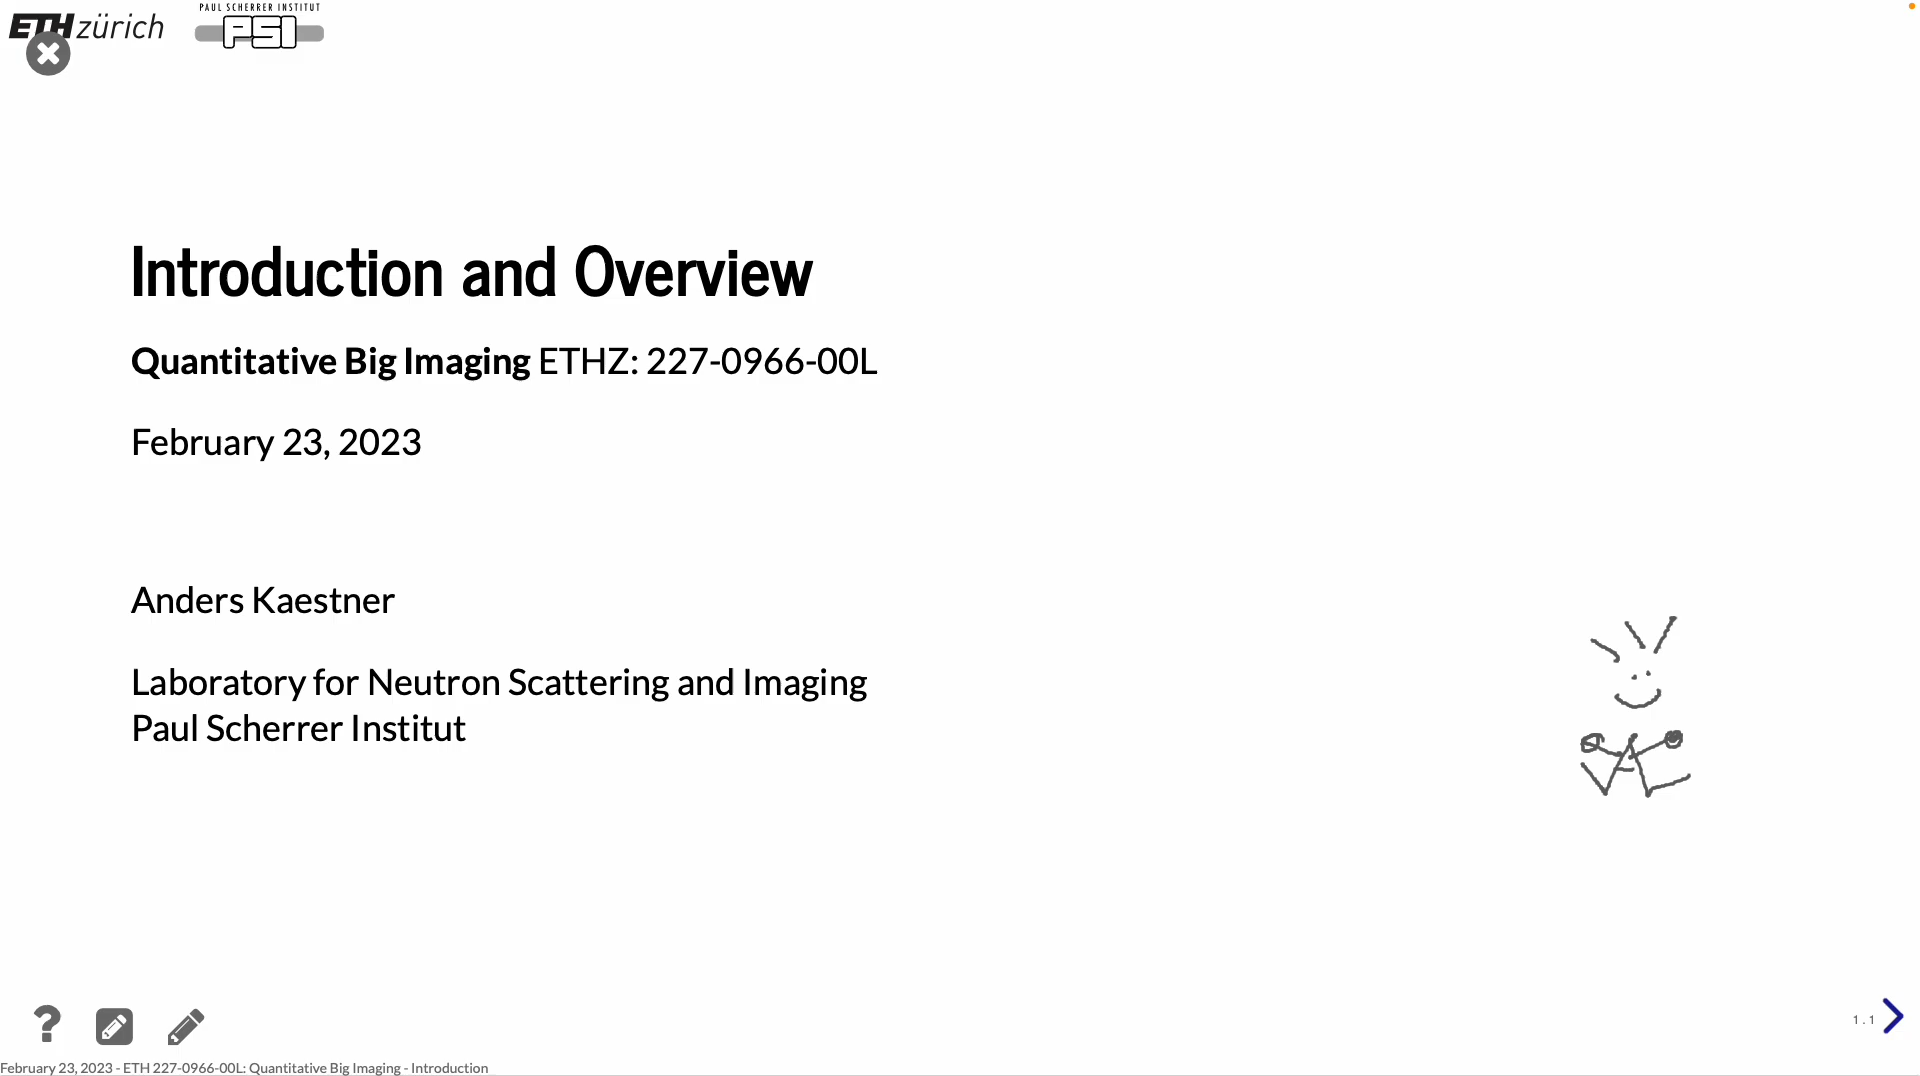 ETH zürich
PAUL SCHERRER INSTITUT
PSI
Introduction and Overview
Quantitative Big Imaging ETHZ: 227-0966-00L
February 23, 2023
Anders Kaestner
Laboratory for Neutron Scattering and Imaging
Paul Scherrer Institut
?
1.1
February 23, 2023 - ETH 227-0966-00L: Quantitative Big Imaging - Introduction